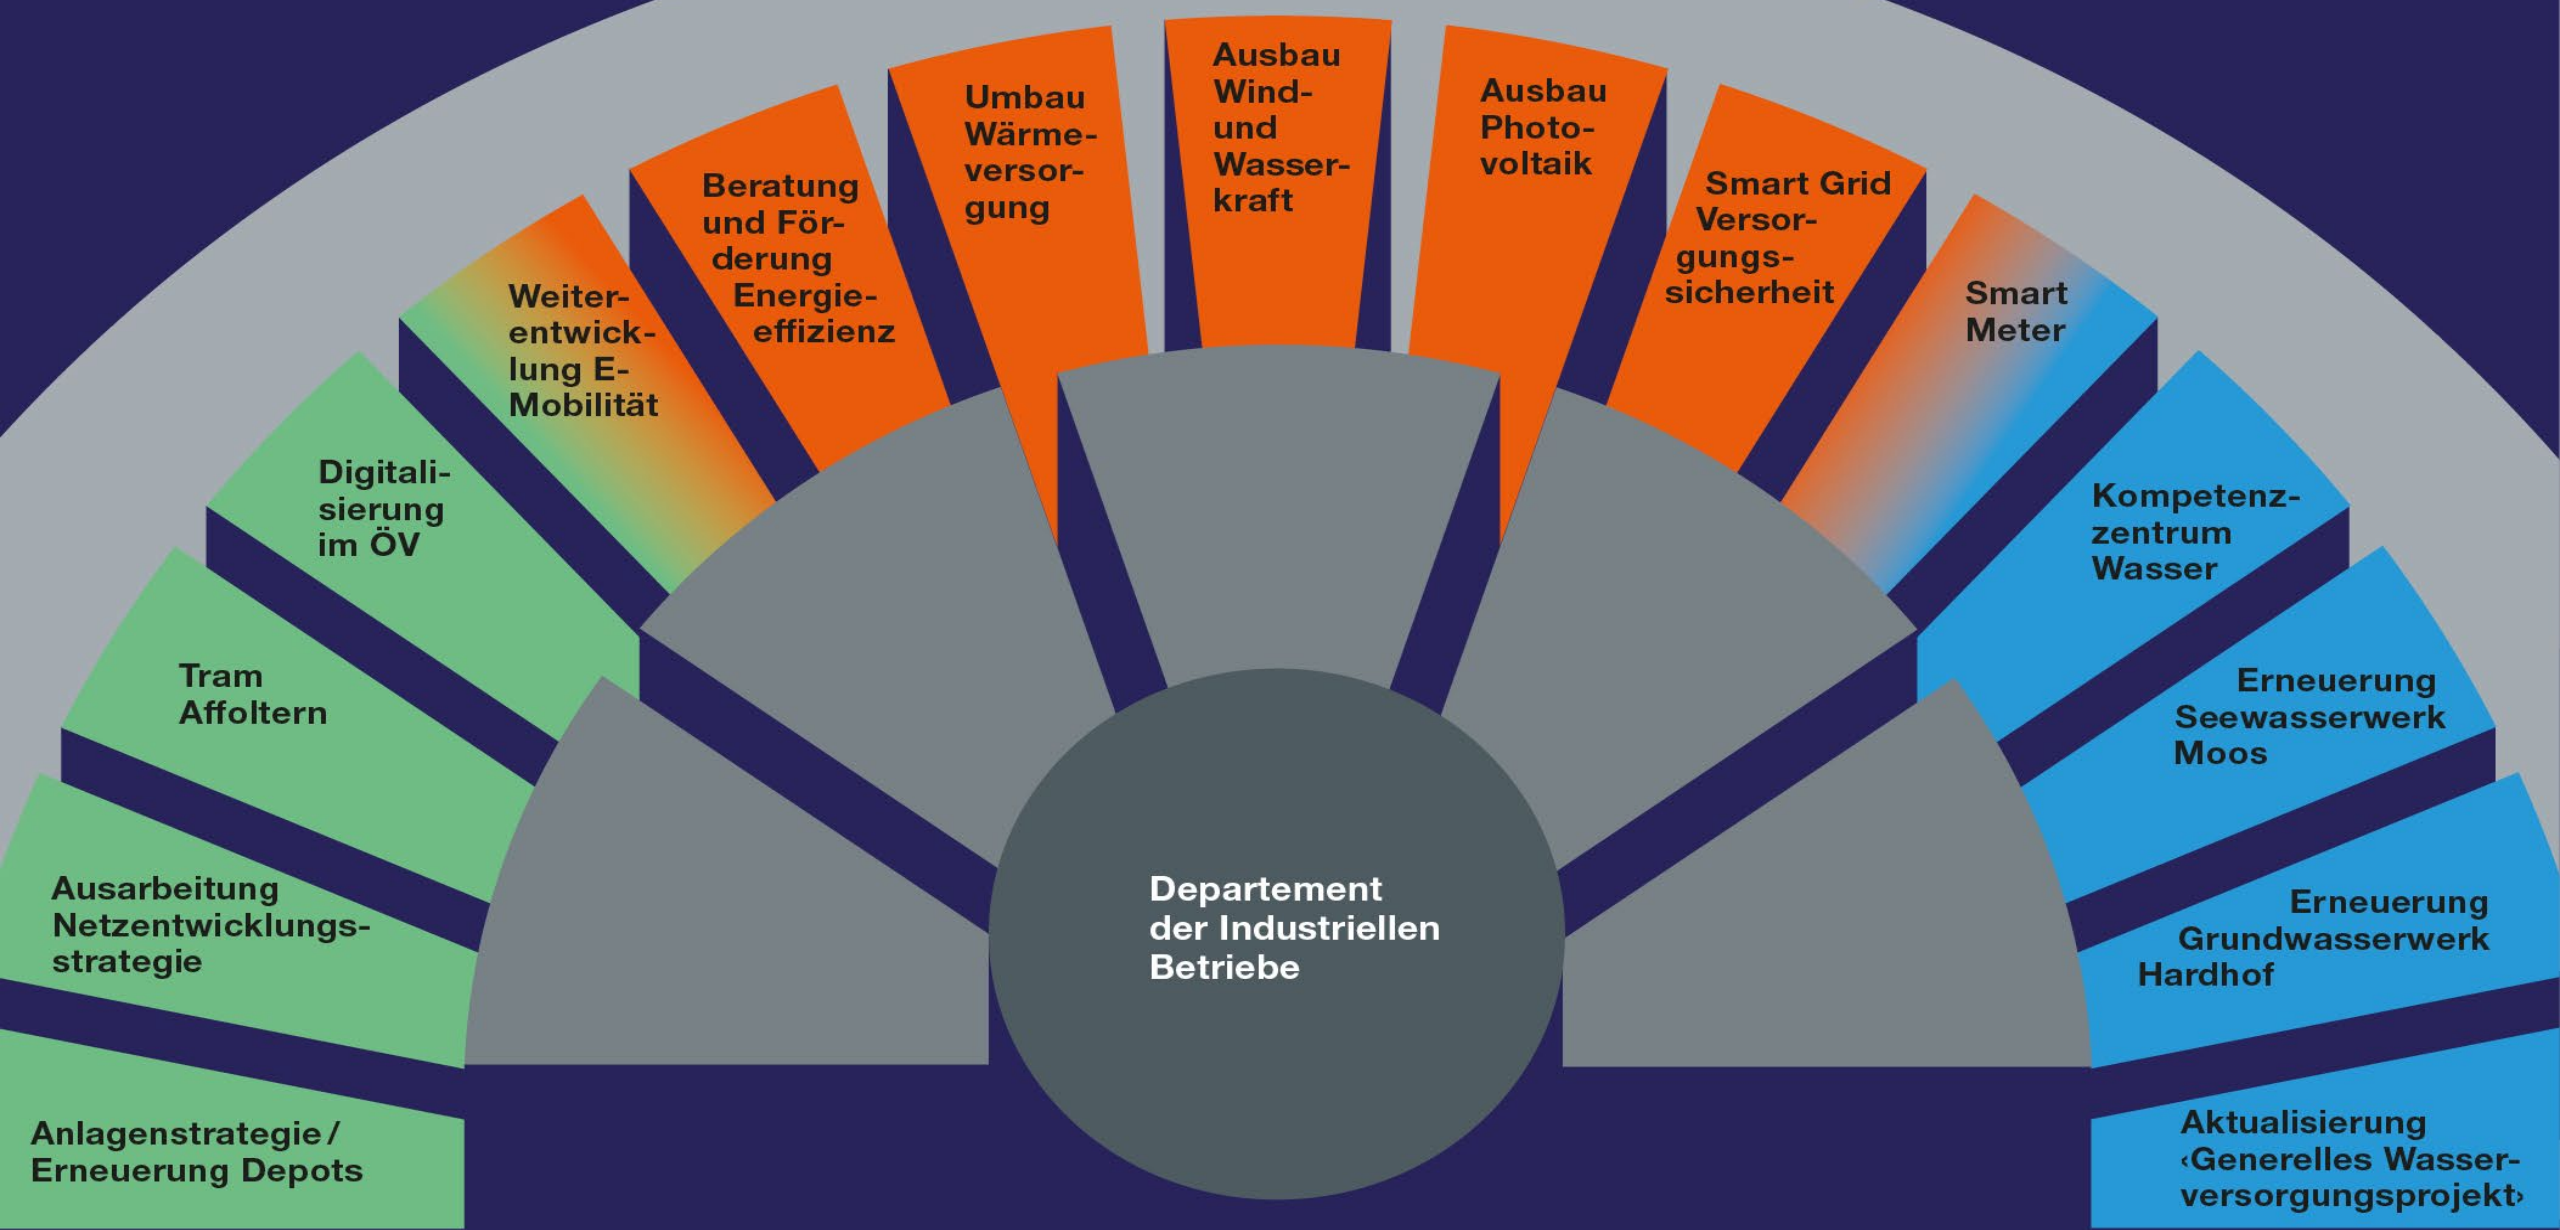 Anlagenstrategie/
Erneuerung Depots
Ausarbeitung
Netzentwicklungs-
strategie
Tram
Affoltern
Digitali-
sierung
im ÖV
Weiter-
entwick-
lung E-
Mobilität
Beratung
und För-
derung
Energie-
effizienz
Umbau
Wärme-
versor-
gung
Ausbau
Wind-
und
Wasser-
kraft
Ausbau
Photo-
voltaik
Smart Grid
Versor-
gungs-
sicherheit
Smart
Meter
Kompetenz-
zentrum
Wasser
Erneuerung
Seewasserwerk
Moos
Erneuerung
Grundwasserwerk
Hardhof
Aktualisierung
‹Generelles Wasser-
versorgungsprojekt›
Departement
der Industriellen
Betriebe